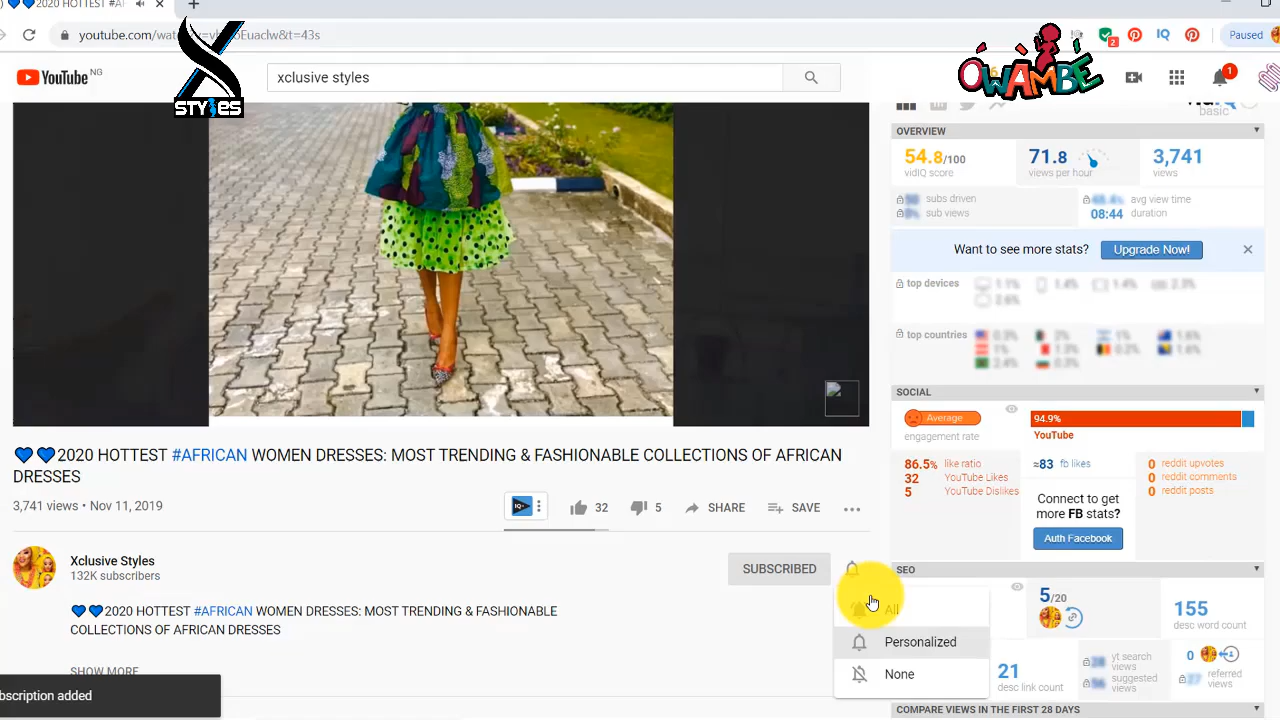 2020 HOTTEST #A
youtube.com/wat
Euaclw&t=43s
Paused
STYLES
OWAMBE
YouTube NG
xclusive styles
1
2
IQ
basic
OVERVIEW
54.8/100
vidIQ score
71.8
views per hour
3,741
views
subs driven
sub views
avg view time
08:44 duration
Want to see more stats? Upgrade Now!
top devices
top countries
SOCIAL
Average
engagement rate
94.9%
YouTube
86.5% like ratio
32 YouTube Likes
5 YouTube Dislikes
≈83 fb likes
Connect to get
more FB stats?
Auth Facebook
0 reddit upvotes
0 reddit comments
0 reddit posts
💙💙2020 HOTTEST #AFRICAN WOMEN DRESSES: MOST TRENDING & FASHIONABLE COLLECTIONS OF AFRICAN
DRESSES
3,741 views • Nov 11, 2019
IQ 32 5 SHARE SAVE
Xclusive Styles
132K subscribers
SUBSCRIBED
💙💙2020 HOTTEST #AFRICAN WOMEN DRESSES: MOST TRENDING & FASHIONABLE
COLLECTIONS OF AFRICAN DRESSES
SHOW MORE
All
Personalized
None
bscription added
SEO
5/20
155
desc word count
21
desc link count
yt search
views
suggested
views
0 referred
views
COMPARE VIEWS IN THE FIRST 28 DAYS